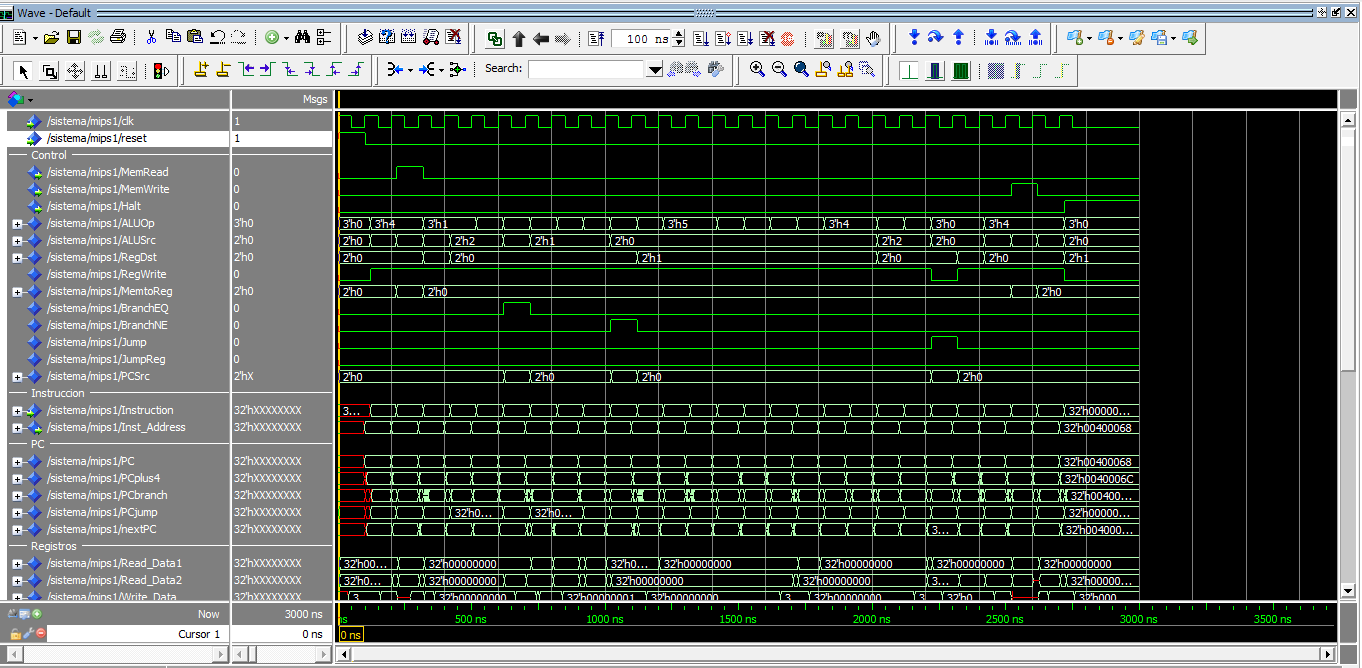 Wave - Default
100 ns
Search:
Msgs
/sistema/mips1/clk 1
/sistema/mips1/reset 1
Control
/sistema/mips1/MemRead 0
/sistema/mips1/MemWrite 0
/sistema/mips1/Halt 0
/sistema/mips1/ALUOp 3'h0 3'h0 3'h4 3'h1 3'h5 3'h4 3'h0 3'h4 3'h0
/sistema/mips1/ALUSrc 2'h0 2'h0 2'h2 2'h1 2'h0 2'h2 2'h0 2'h0
/sistema/mips1/RegDst 2'h0 2'h0 2'h0 2'h1 2'h0 2'h0 2'h1
/sistema/mips1/RegWrite 0
/sistema/mips1/MemtoReg 2'h0 2'h0 2'h0 2'h0
/sistema/mips1/BranchEQ 0
/sistema/mips1/BranchNE 0
/sistema/mips1/Jump 0
/sistema/mips1/JumpReg 0
/sistema/mips1/PCSrc 2'hX 2'h0 2'h0 2'h0 2'h0
Instruccion
/sistema/mips1/Instruction 32'hXXXXXXXX 3... 32'h00000...
/sistema/mips1/Inst_Address 32'hXXXXXXXX 32'h00400068
PC
/sistema/mips1/PC 32'hXXXXXXXX 32'h00400068
/sistema/mips1/PCplus4 32'hXXXXXXXX 32'h0040006C
/sistema/mips1/PCbranch 32'hXXXXXXXX 32'h00400...
/sistema/mips1/PCjump 32'hXXXXXXXX 32'h0... 32'h0... 32'h00000...
/sistema/mips1/nextPC 32'hXXXXXXXX 3... 32'h004000...
Registros
/sistema/mips1/Read_Data1 32'hXXXXXXXX 32'h00... 32'h00000000 32'h0... 32'h00000000 32'h00000000 32'h00000000 32'h00000000
/sistema/mips1/Read_Data2 32'hXXXXXXXX 32'h0... 32'h00000000 32'h00000000 32'h00000000 3... 32'h00000...
/sistema/mips1/Write_Data 32'hXXXXXXXX 3 32'h00000000 32'h00000001 32'h00000000 3 32'h00000000 3 32'h0 32'h000
Now 3000 ns
ns 500 ns 1000 ns 1500 ns 2000 ns 2500 ns 3000 ns 3500 ns
Cursor 1 0 ns
0 ns